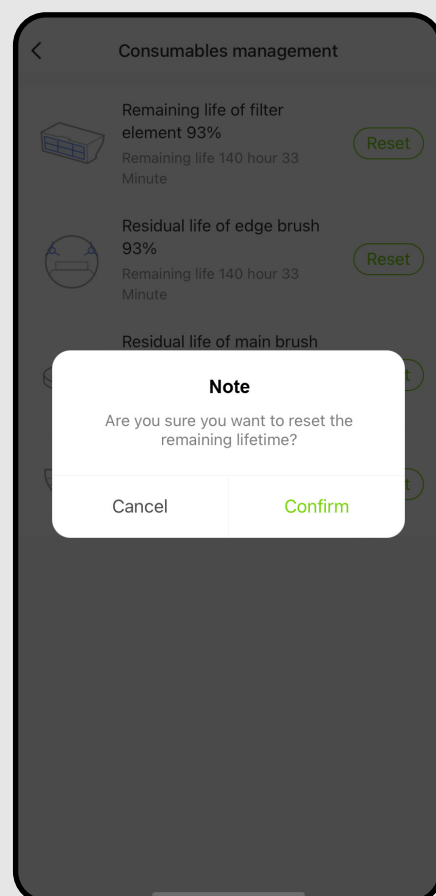 Consumables management
Remaining life of filter
element 93%
Remaining life 140 hour 33
Minute
Reset
Residual life of edge brush
93%
Remaining life 140 hour 33
Minute
Reset
Residual life of main brush
Note
Are you sure you want to reset the
remaining lifetime?
Cancel
Confirm